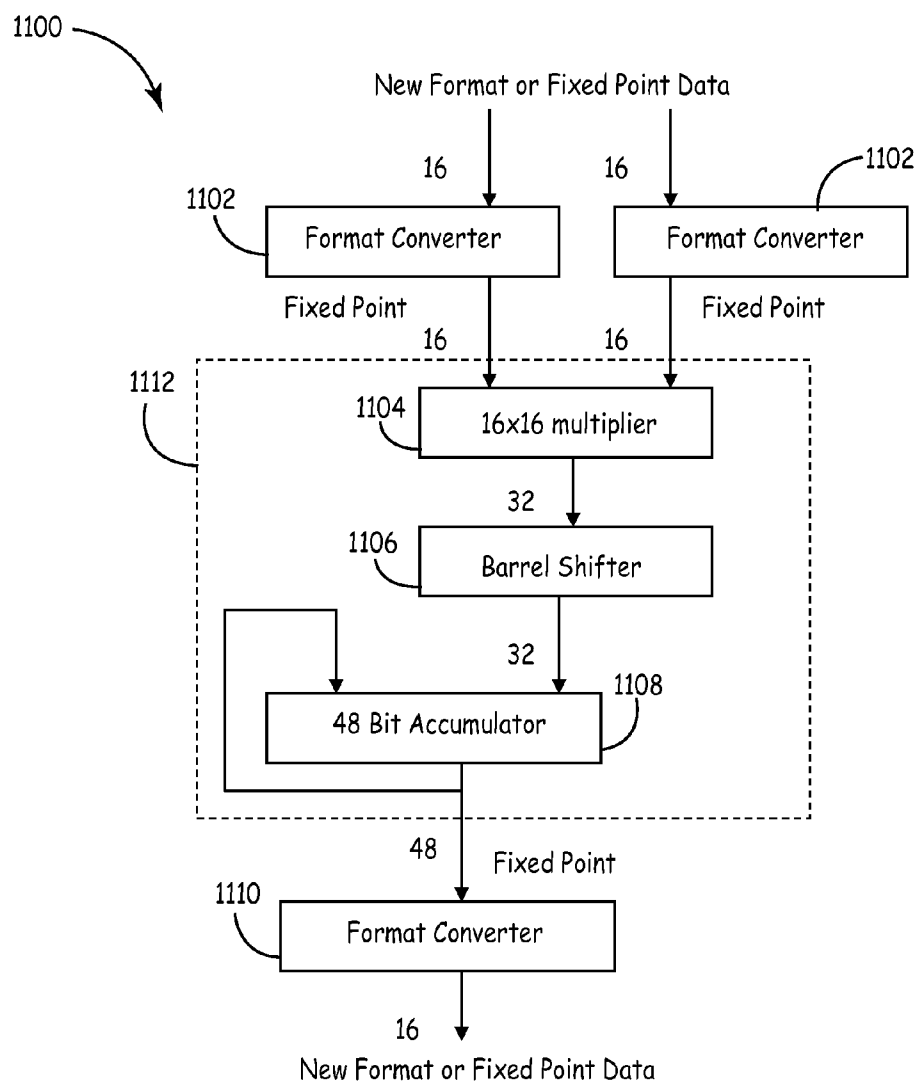 1100
New Format or Fixed Point Data
16
16
1102
1102
Format Converter
Format Converter
Fixed Point
Fixed Point
16
16
1112
1104
16x16 multiplier
32
1106
Barrel Shifter
32
1108
48 Bit Accumulator
48
Fixed Point
1110
Format Converter
16
New Format or Fixed Point Data